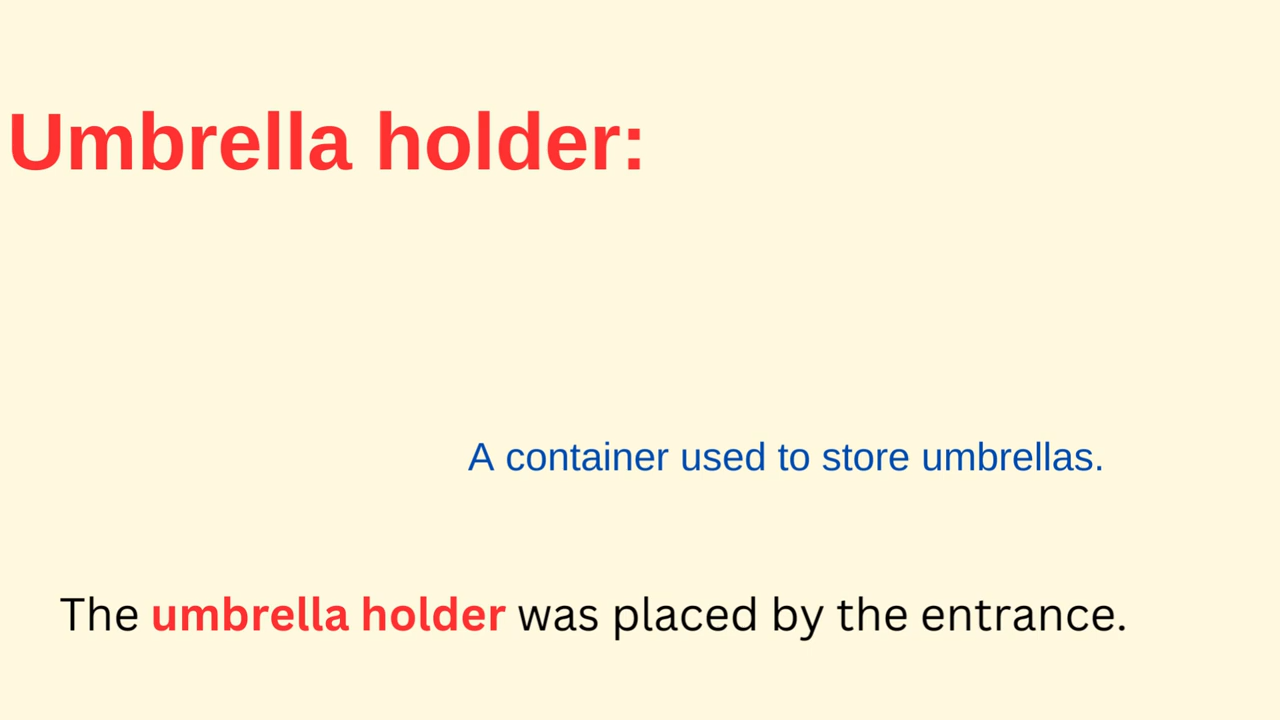 Umbrella holder:
A container used to store umbrellas.
The umbrella holder was placed by the entrance.